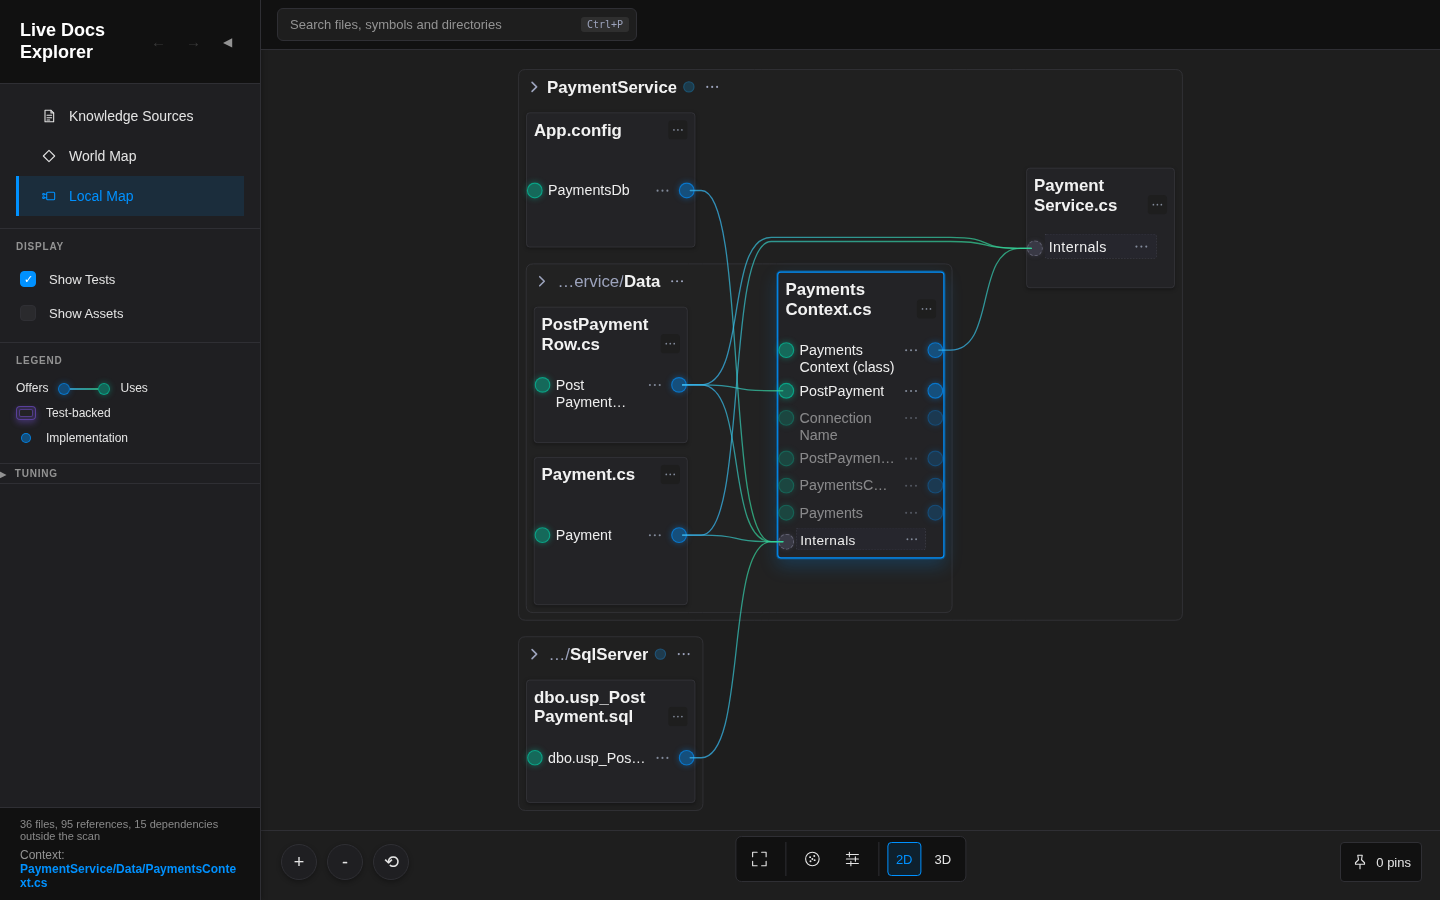 Live Docs
Explorer
Search files, symbols and directories
Ctrl+P
Knowledge Sources
World Map
Local Map
DISPLAY
Show Tests
Show Assets
LEGEND
Offers
Uses
Test-backed
Implementation
TUNING
36 files, 95 references, 15 dependencies
outside the scan
Context:
PaymentService/Data/PaymentsConte
xt.cs
PaymentService
App.config
PaymentsDb
Payment
Service.cs
Internals
…ervice/Data
PostPayment
Row.cs
Post
Payment…
Payment.cs
Payment
Payments
Context.cs
Payments
Context (class)
PostPayment
Connection
Name
PostPaymen…
PaymentsC…
Payments
Internals
…/SqlServer
dbo.usp_Post
Payment.sql
dbo.usp_Pos…
+
-
2D
3D
0 pins